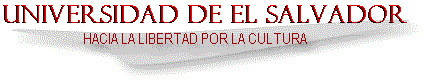 UNIVERSIDAD DE EL SALVADOR
HACIA LA LIBERTAD POR LA CULTURA